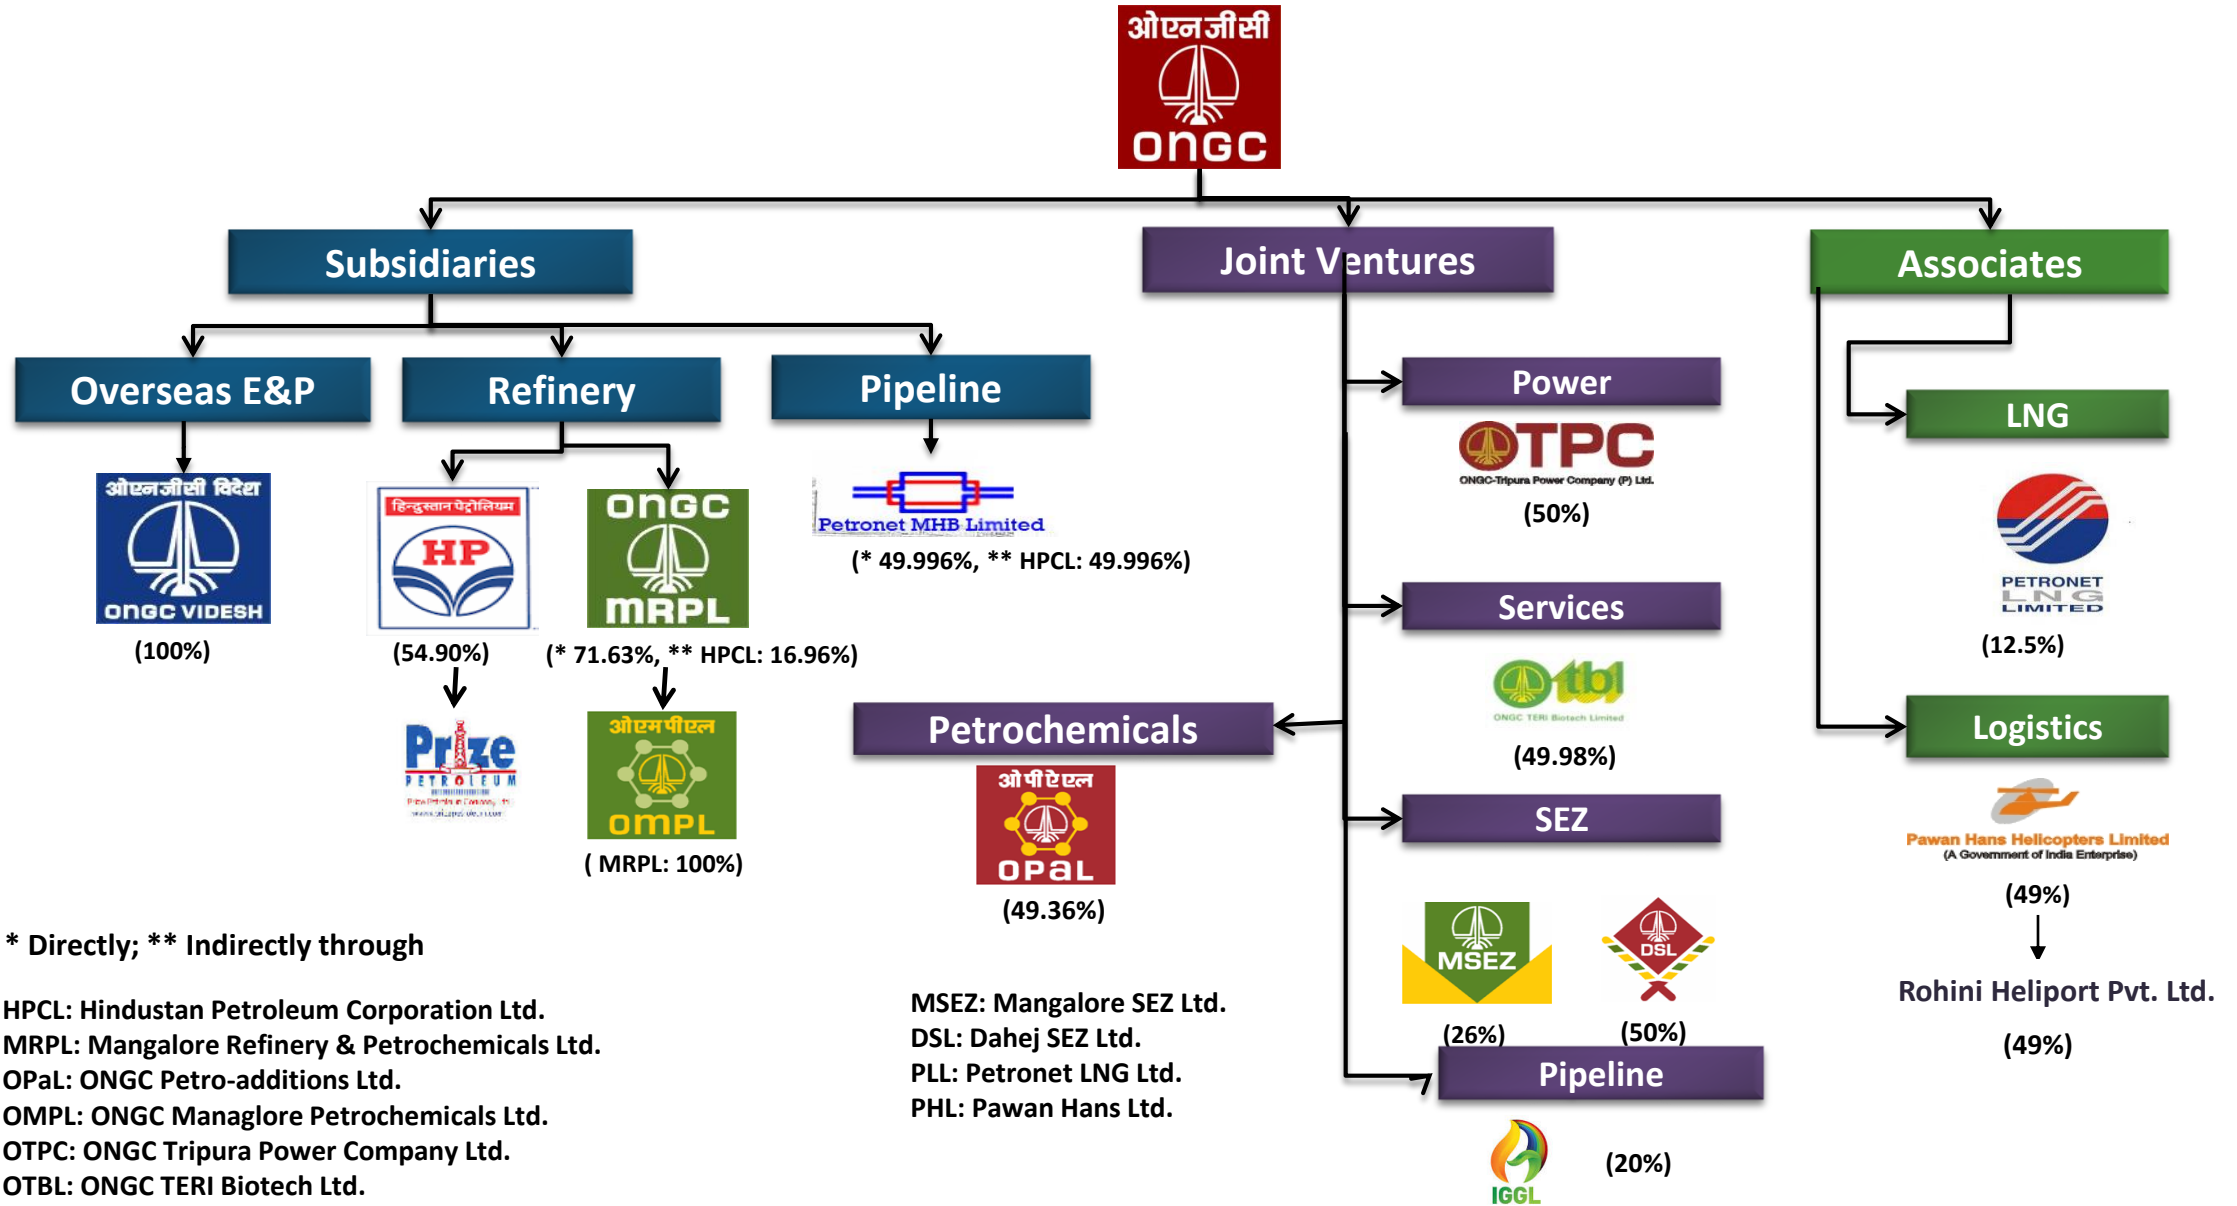 ओएनजीसी
ONGC
Subsidiaries
Joint Ventures
Associates
Overseas E&P
Refinery
Pipeline
ओएनजीसी विदेश
ONGC VIDESH
(100%)
हिन्दुस्तान पेट्रोलियम
HP
(54.90%)
ONGC
MRPL
(* 71.63%, ** HPCL: 16.96%)
Petronet MHB Limited
(* 49.996%, ** HPCL: 49.996%)
Prize
PETROLEUM
ओएमपीएल
OMPL
( MRPL: 100%)
Power
OTPC
ONGC-Tripura Power Company (P) Ltd.
(50%)
Services
Otbl
ONGC TERI Biotech Limited
(49.98%)
Petrochemicals
ओपीऐएल
OPaL
(49.36%)
SEZ
MSEZ
(26%)
DSL
(50%)
Pipeline
IGGL
(20%)
LNG
PETRONET
LNG
LIMITED
(12.5%)
Logistics
Pawan Hans Helicopters Limited
(A Government of India Enterprise)
(49%)
Rohini Heliport Pvt. Ltd.
(49%)
* Directly; ** Indirectly through
HPCL: Hindustan Petroleum Corporation Ltd.
MRPL: Mangalore Refinery & Petrochemicals Ltd.
OPaL: ONGC Petro-additions Ltd.
OMPL: ONGC Managlore Petrochemicals Ltd.
OTPC: ONGC Tripura Power Company Ltd.
OTBL: ONGC TERI Biotech Ltd.
MSEZ: Mangalore SEZ Ltd.
DSL: Dahej SEZ Ltd.
PLL: Petronet LNG Ltd.
PHL: Pawan Hans Ltd.